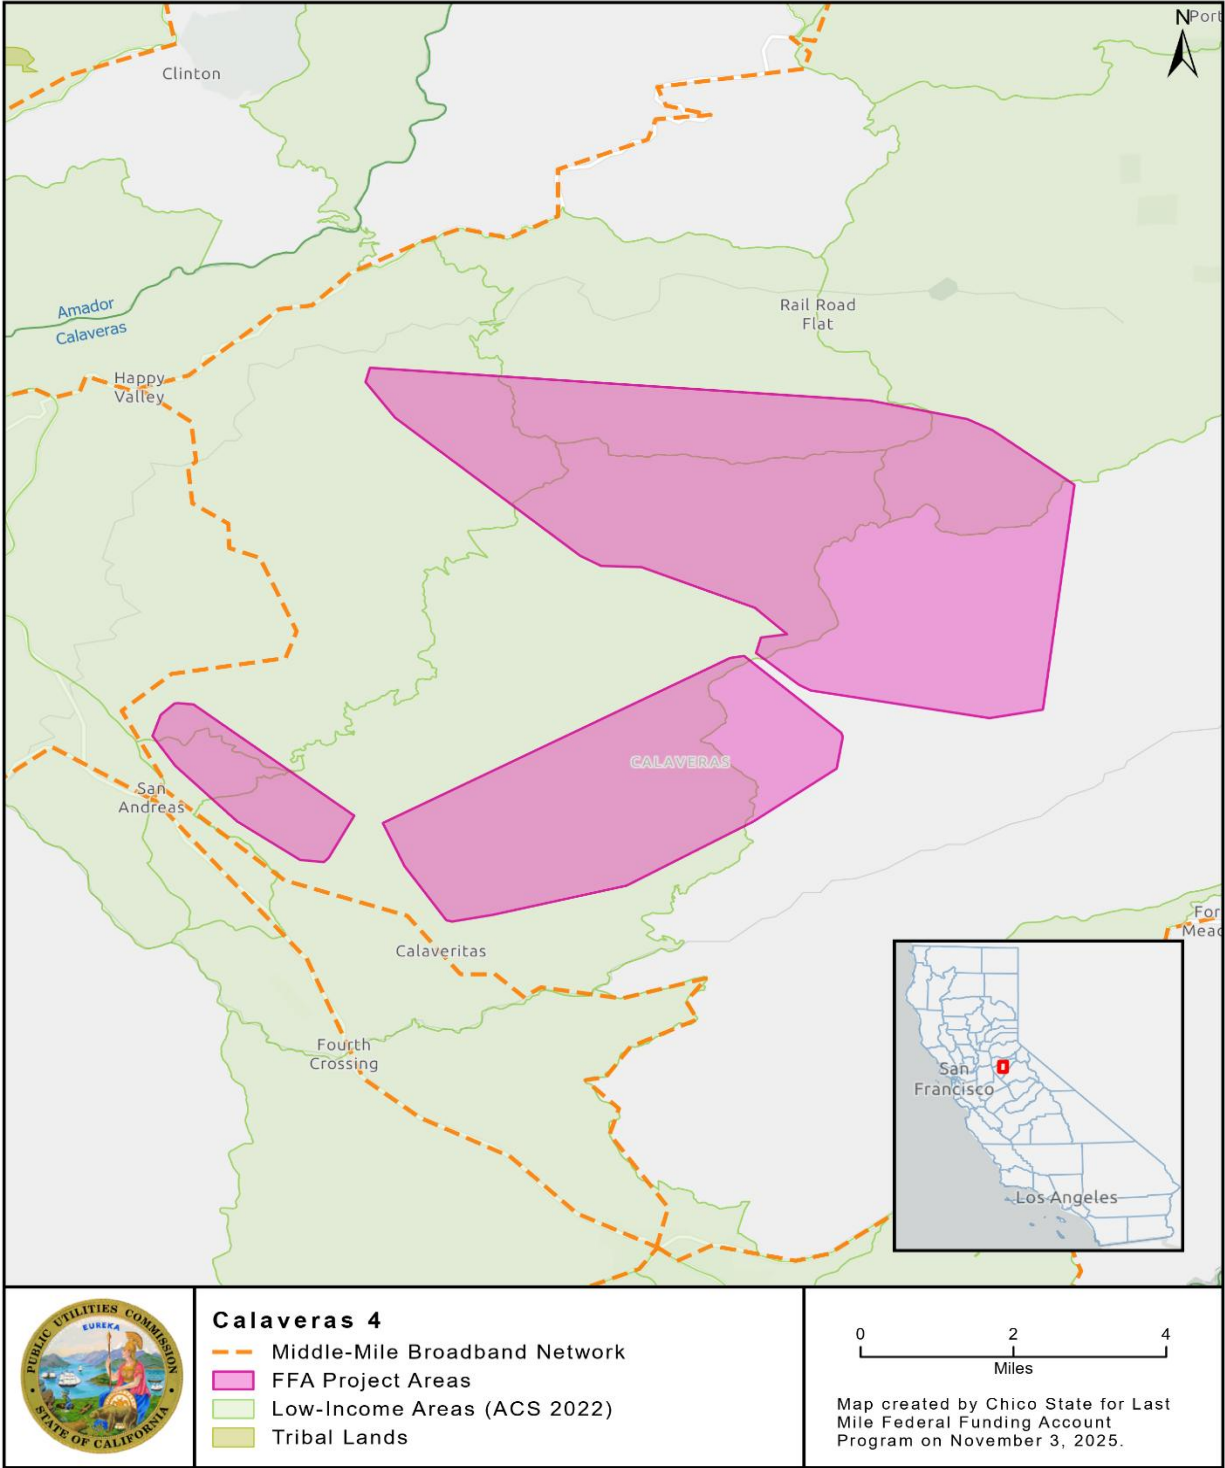 N
Port
Clinton
Rail Road
Flat
Amador
Calaveras
Happy
Valley
CALAVERAS
San
Andreas
Calaveritas
For
Mead
Fourth
Crossing
San
Francisco
Los Angeles
PUBLIC UTILITIES COMMISSION
EUREKA
STATE OF CALIFORNIA
Calaveras 4
Middle-Mile Broadband Network
FFA Project Areas
Low-Income Areas (ACS 2022)
Tribal Lands
0 2 4
Miles
Map created by Chico State for Last
Mile Federal Funding Account
Program on November 3, 2025.